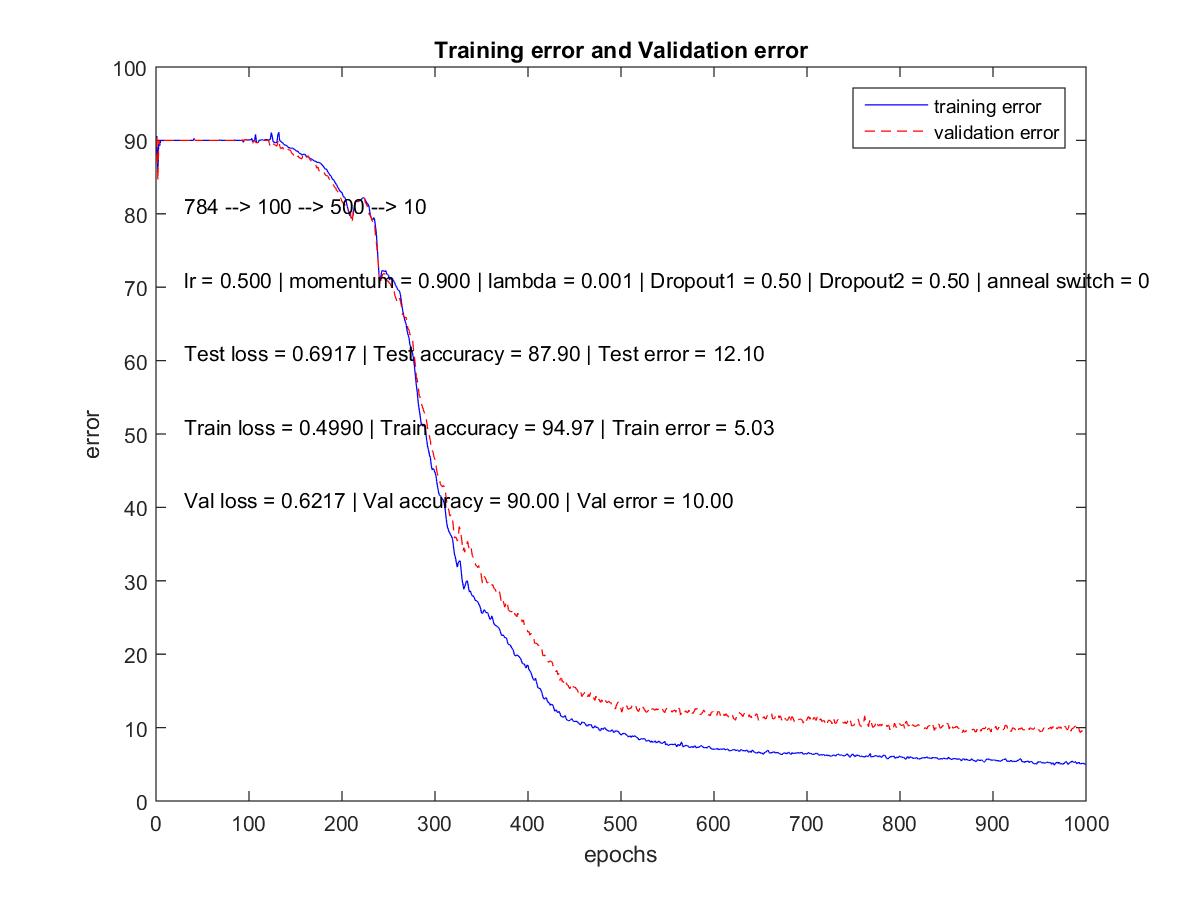 Training error and Validation error
100
90
80
70
60
50
40
30
20
10
0
error
training error
validation error
784 --> 100 --> 500 --> 10
lr = 0.500 | momentum = 0.900 | lambda = 0.001 | Dropout1 = 0.50 | Dropout2 = 0.50 | anneal switch = 0
Test loss = 0.6917 | Test accuracy = 87.90 | Test error = 12.10
Train loss = 0.4990 | Train accuracy = 94.97 | Train error = 5.03
Val loss = 0.6217 | Val accuracy = 90.00 | Val error = 10.00
0 100 200 300 400 500 600 700 800 900 1000
epochs